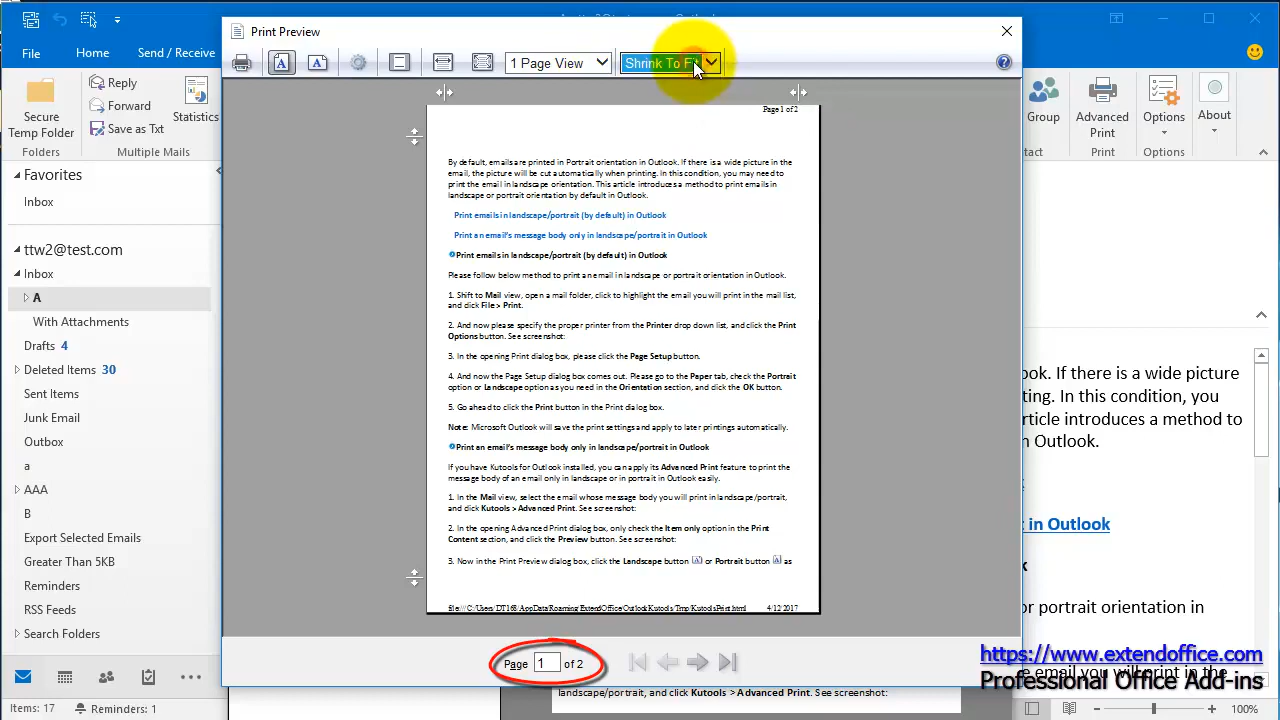 Print Preview
File
Home
Send / Receive
1 Page View
Shrink To Fit
Reply
Forward
Save as Txt
Secure
Temp Folder
Statistics
Folders
Multiple Mails
Group
Advanced
Print
Options
About
tact
Print
Options
Favorites
Inbox
ttw2@test.com
Inbox
A
With Attachments
Drafts 4
Deleted Items 30
Sent Items
Junk Email
Outbox
a
AAA
B
Export Selected Emails
Greater Than 5KB
Reminders
RSS Feeds
Search Folders
Items: 17
Reminders: 1
Page 1 of 2
By default, emails are printed in Portrait orientation in Outlook. If there is a wide picture in the
email, the picture will be cut automatically when printing. In this condition, you may need to
print the email in landscape orientation. This article introduces a method to print emails in
landscape or portrait orientation by default in Outlook.
Print emails in landscape/portrait (by default) in Outlook
Print an email's message body only in landscape/portrait in Outlook
Print emails in landscape/portrait (by default) in Outlook
Please follow below method to print an email in landscape or portrait orientation in Outlook.
1. Shift to Mail view, open a mail folder, click to highlight the email you will print in the mail list,
and click File > Print.
2. And now please specify the proper printer from the Printer drop down list, and click the Print
Options button. See screenshot:
3. In the opening Print dialog box, please click the Page Setup button.
4. And now the Page Setup dialog box comes out. Please go to the Paper tab, check the Portrait
option or Landscape option as you need in the Orientation section, and click the OK button.
5. Go ahead to click the Print button in the Print dialog box.
Note: Microsoft Outlook will save the print settings and apply to later printings automatically.
Print an email's message body only in landscape/portrait in Outlook
If you have Kutools for Outlook installed, you can apply its Advanced Print feature to print the
message body of an email only in landscape or in portrait in Outlook easily.
1. In the Mail view, select the email whose message body you will print in landscape/portrait,
and click Kutools > Advanced Print. See screenshot:
2. In the opening Advanced Print dialog box, only check the Item only option in the Print
Content section, and click the Preview button. See screenshot:
3. Now in the Print Preview dialog box, click the Landscape button A or Portrait button A as
file:///C:/Users/DT168/AppData/Roaming/ExtendOffice/OutlookKutools/Tmp/KutoolsPrint.html 4/12/2017
Page 1 of 2
ook. If there is a wide picture
ting. In this condition, you
rticle introduces a method to
n Outlook.
t in Outlook
k
or portrait orientation in
https://www.extendoffice.com
e email you will print in the
Professional Office Add-ins
landscape/portrait, and click Kutools > Advanced Print. See screenshot:
100%